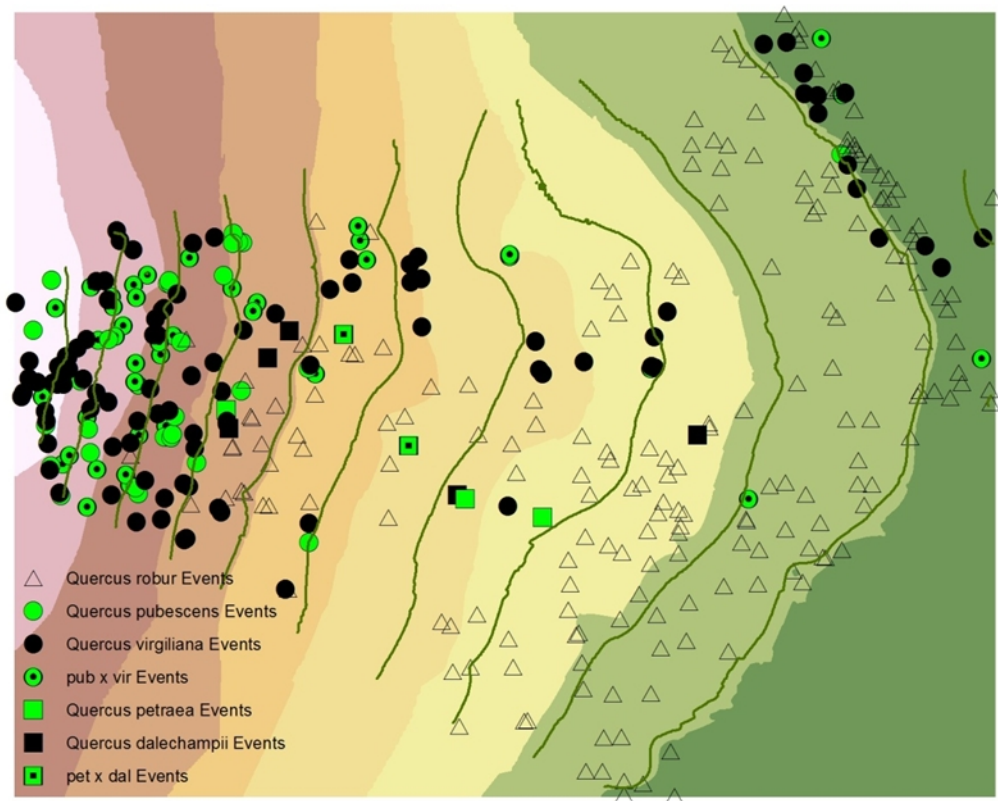 Quercus robur Events
Quercus pubescens Events
Quercus virgiliana Events
pub x vir Events
Quercus petraea Events
Quercus dalechampii Events
pet x dal Events